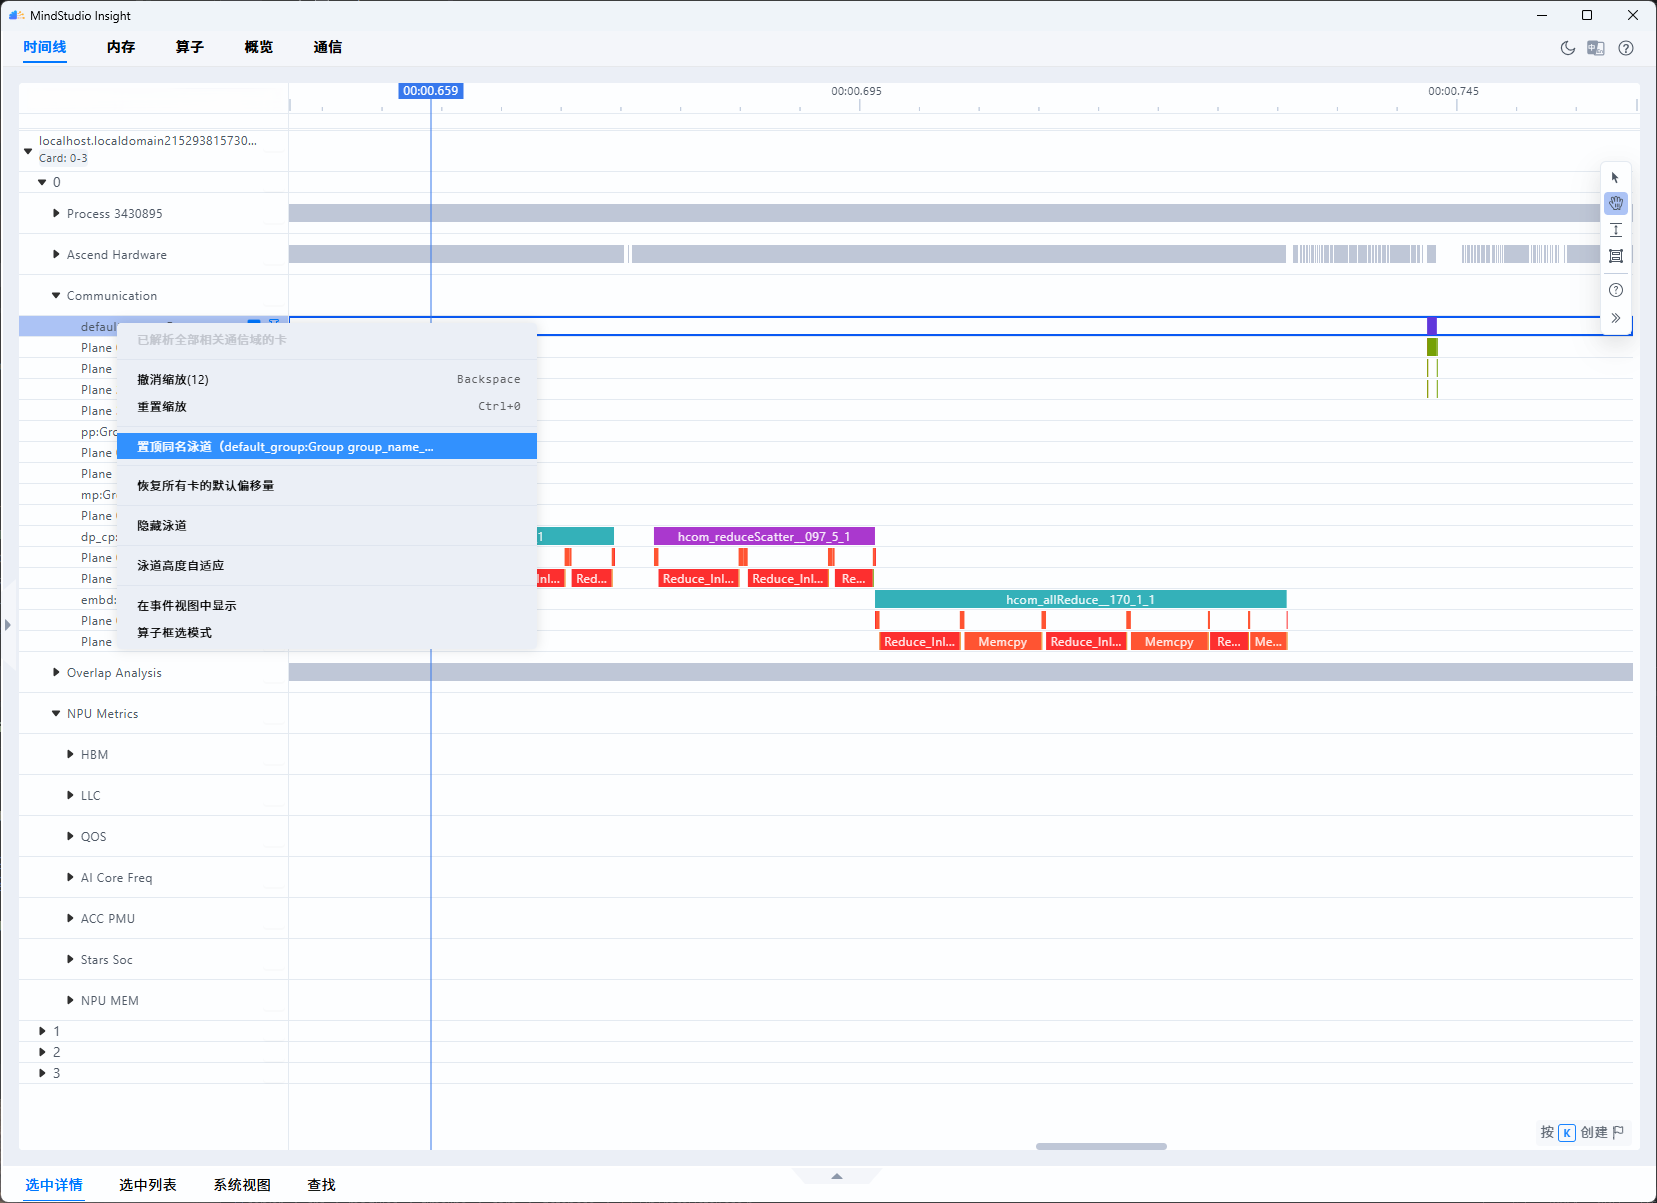 MindStudio Insight
时间线 内存 算子 概览 通信
00:00.659 00:00.695 00:00.745
localhost.localdomain215293815730...
Card: 0-3
0
Process 3430895
Ascend Hardware
Communication
default
已解析全部相关通信域的卡
Plane
Plane
撤消缩放(12) Backspace
Plane
重置缩放 Ctrl+0
Plane
pp:Gro
置顶同名泳道（default_group:Group group_name_...
Plane
Plane
恢复所有卡的默认偏移量
mp:Gr
Plane
隐藏泳道
dp_cp: 1 hcom_reduceScatter__097_5_1
Plane
泳道高度自适应
Plane Inl... Red... Reduce_Inl... Reduce_Inl... Re...
embd: hcom_allReduce__170_1_1
在事件视图中显示
Plane
算子框选模式
Plane Reduce_Inl... Memcpy Reduce_Inl... Memcpy Re... Me...
Overlap Analysis
NPU Metrics
HBM
LLC
QOS
AI Core Freq
ACC PMU
Stars Soc
NPU MEM
1
2
3
按 K 创建
选中详情 选中列表 系统视图 查找